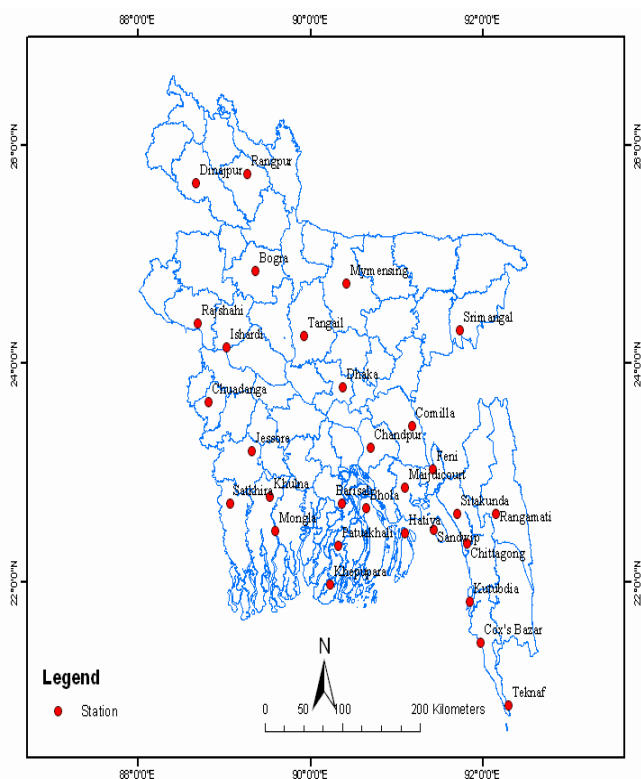 88°0'0"E 90°0'0"E 92°0'0"E
26°0'0"N
26°0'0"N
Rangpur
Dinajpur
Bogra
Mymensing
Rajshahi
Srimangal
Tangail
Ishardi
24°0'0"N
24°0'0"N
Dhaka
Chuadanga
Comilla
Chandpur
Jessora
Feni
Maijdicourt
Khulna
Barisal
Satkhira
Bhola
Sitakunda
Rangamati
Mongla
Hatiya
Patuakhali
Sandwip
Chittagong
22°0'0"N
22°0'0"N
Khepupara
Kutubdia
Cox's Bazar
N
Legend
Teknaf
Station
0 50 100 200 Kilometers
88°0'0"E 90°0'0"E 92°0'0"E